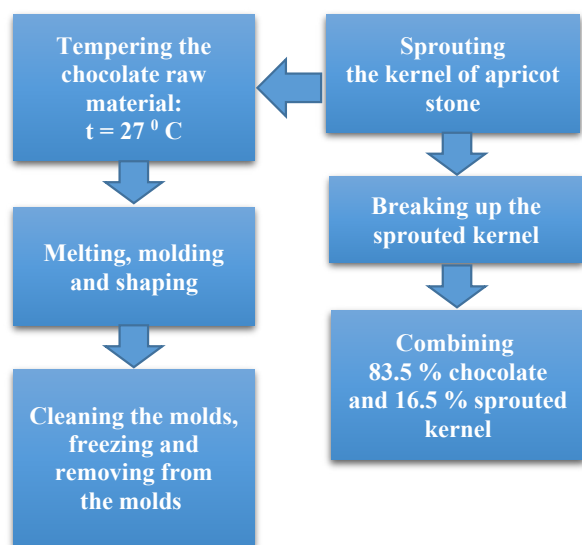 Tempering the
chocolate raw
material:
t = 27 ⁰ C
Sprouting
the kernel of apricot
stone
Melting, molding
and shaping
Breaking up the
sprouted kernel
Combining
83.5 % chocolate
and 16.5 % sprouted
kernel
Cleaning the molds,
freezing and
removing from
the molds